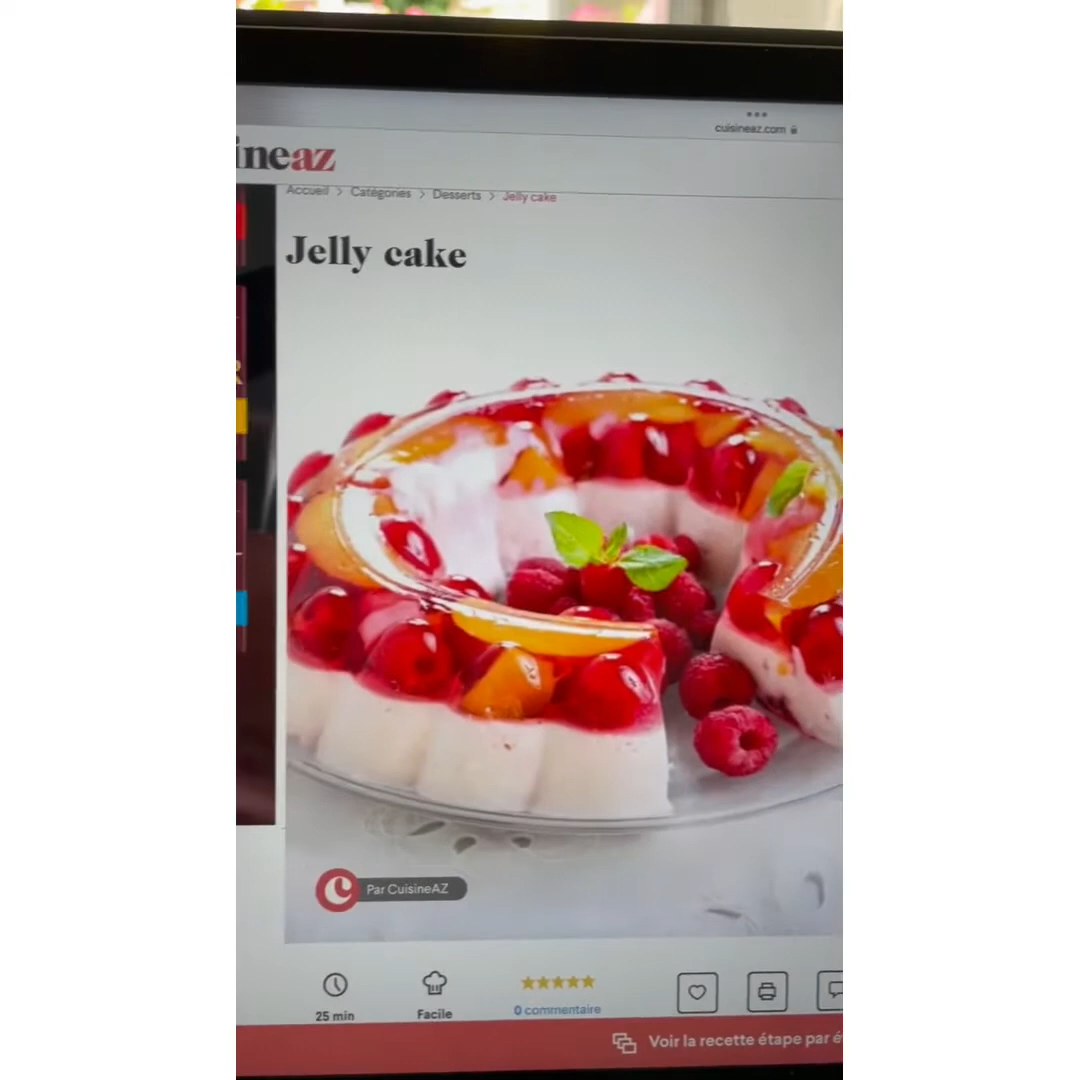 cuisineaz.com
ineaz
Accueil > Catégories > Desserts > Jelly cake
Jelly cake
Par CuisineAZ
25 min
Facile
0 commentaire
Voir la recette étape par é